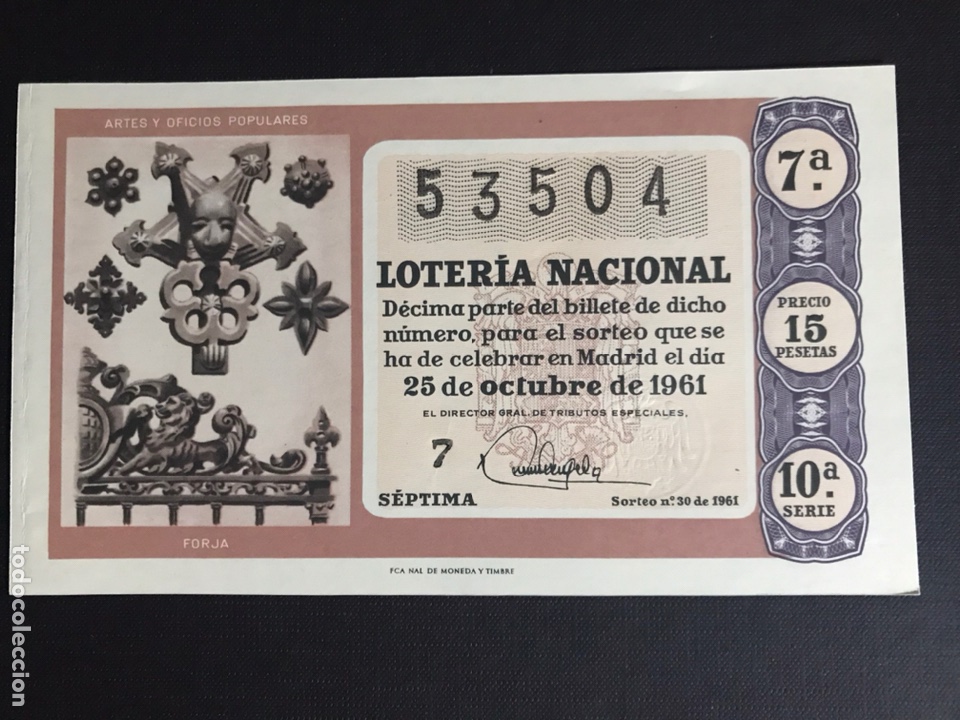 ARTES Y OFICIOS POPULARES
FORJA
53504
LOTERÍA NACIONAL
Décima parte del billete de dicho
número, para el sorteo que se
ha de celebrar en Madrid el día
25 de octubre de 1961
EL DIRECTOR GRAL. DE TRIBUTOS ESPECIALES,
7
SÉPTIMA
Sorteo nº. 30 de 1961
7ª.
PRECIO
15
PESETAS
10ª.
SERIE
FCA NAL DE MONEDA Y TIMBRE
todocoleccion